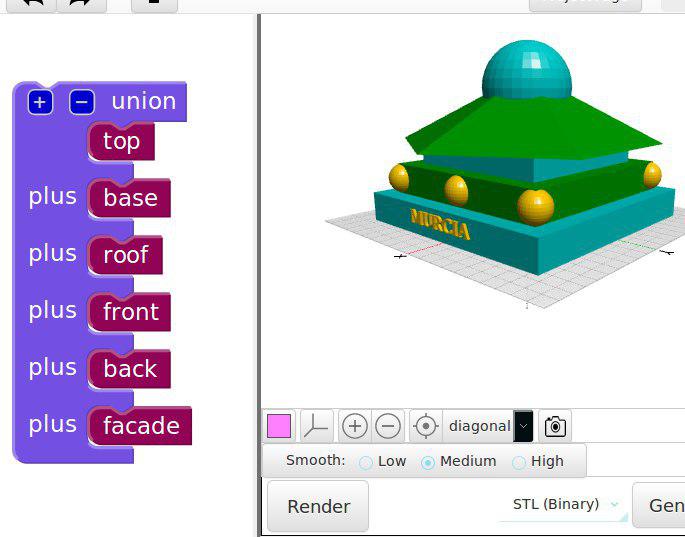 union
top
plus base
plus roof
plus front
plus back
plus facade
MURCIA
diagonal
Smooth: Low Medium High
Render STL (Binary) Gen